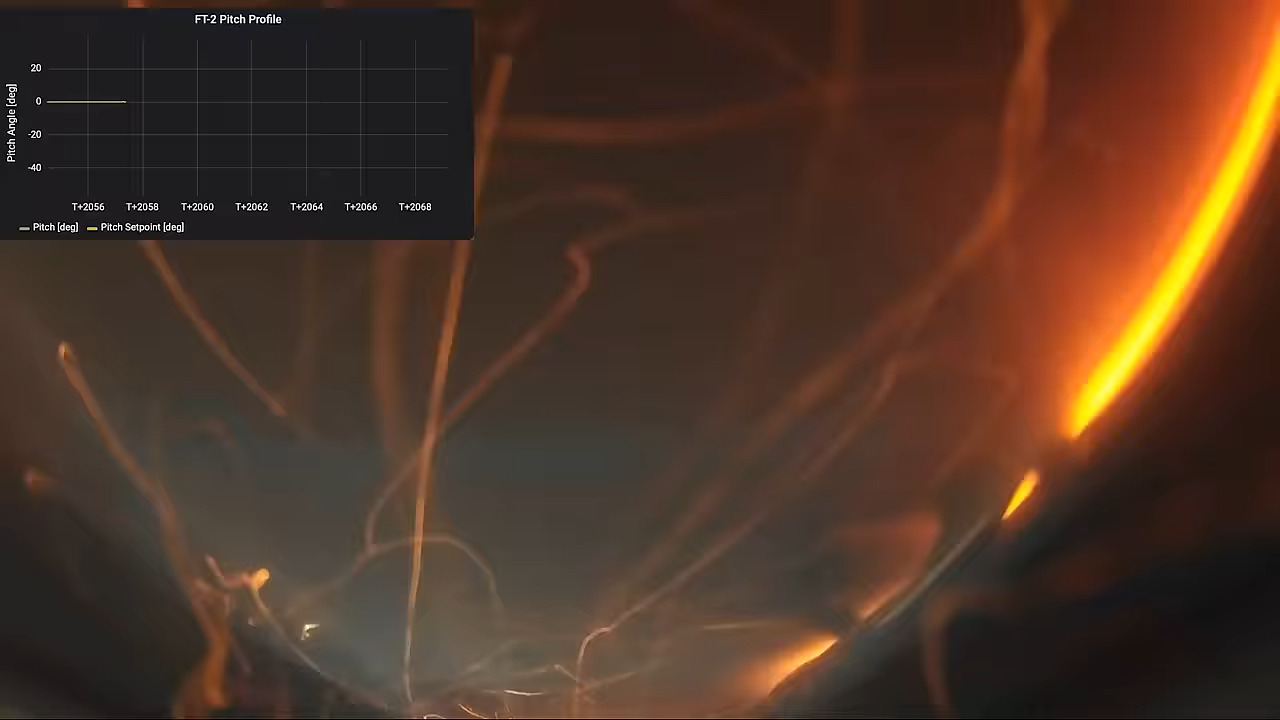 FT-2 Pitch Profile
Pitch Angle [deg]
20
0
-20
-40
T+2056 T+2058 T+2060 T+2062 T+2064 T+2066 T+2068
Pitch [deg] Pitch Setpoint [deg]